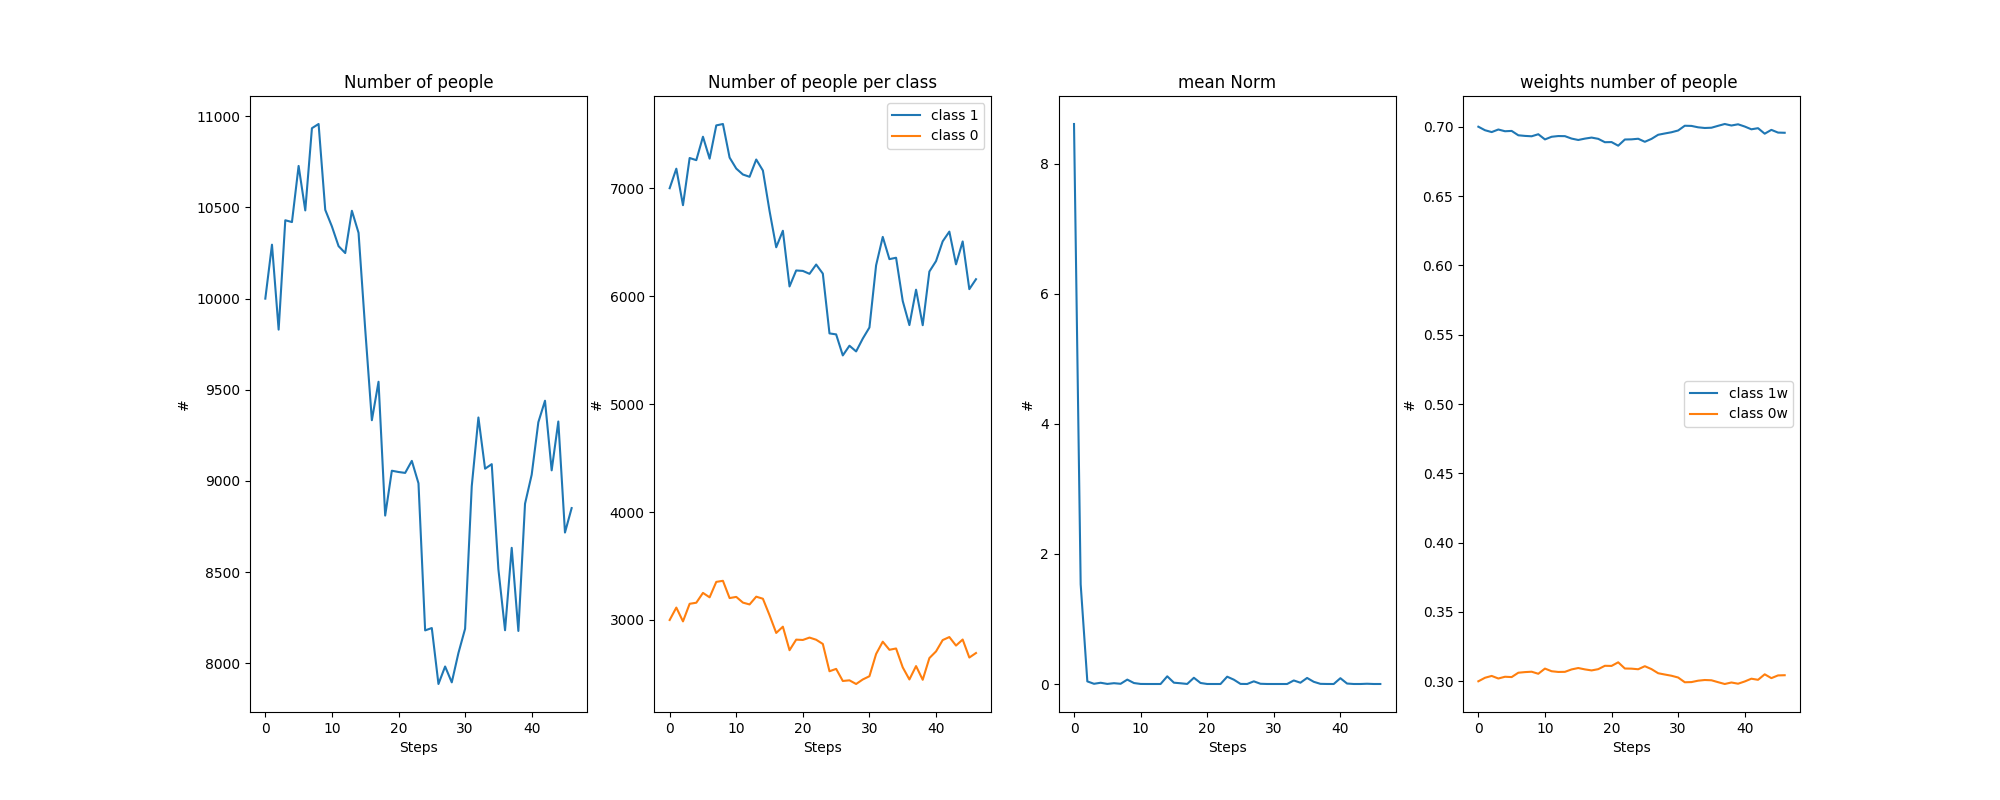 Number of people
11000
10500
10000
9500
9000
8500
8000
#
0 10 20 30 40
Steps
Number of people per class
class 1
class 0
7000
6000
5000
4000
3000
#
0 10 20 30 40
Steps
mean Norm
8
6
4
2
0
#
0 10 20 30 40
Steps
weights number of people
0.70
0.65
0.60
0.55
0.50
0.45
0.40
0.35
0.30
#
class 1w
class 0w
0 10 20 30 40
Steps